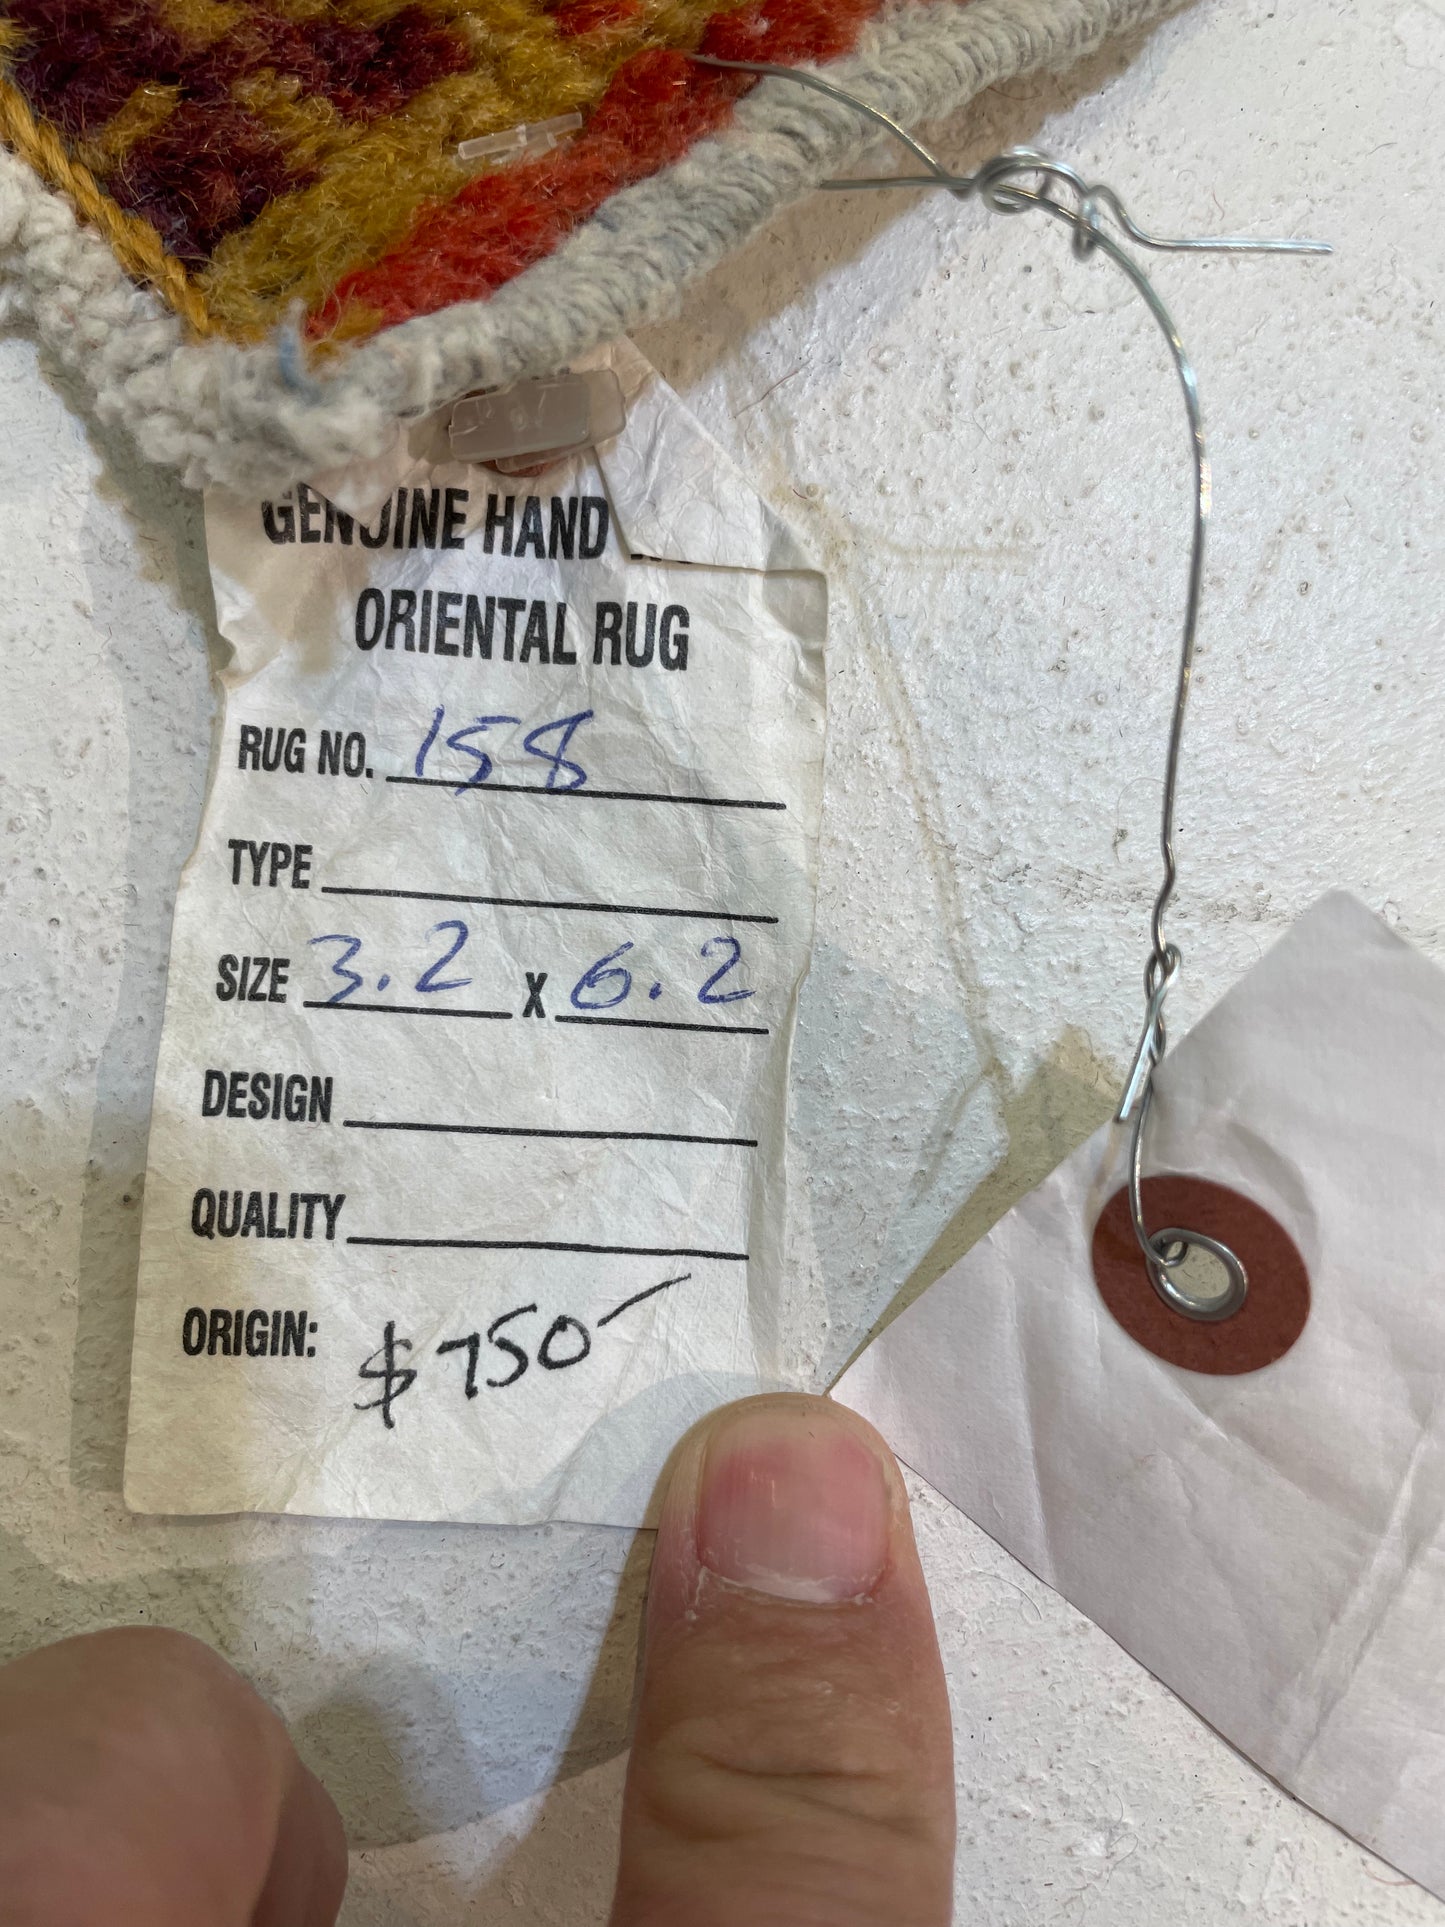 GENUINE HAND
ORIENTAL RUG
RUG NO. 158
TYPE
SIZE 3.2 X 6.2
DESIGN
QUALITY
ORIGIN: $750-